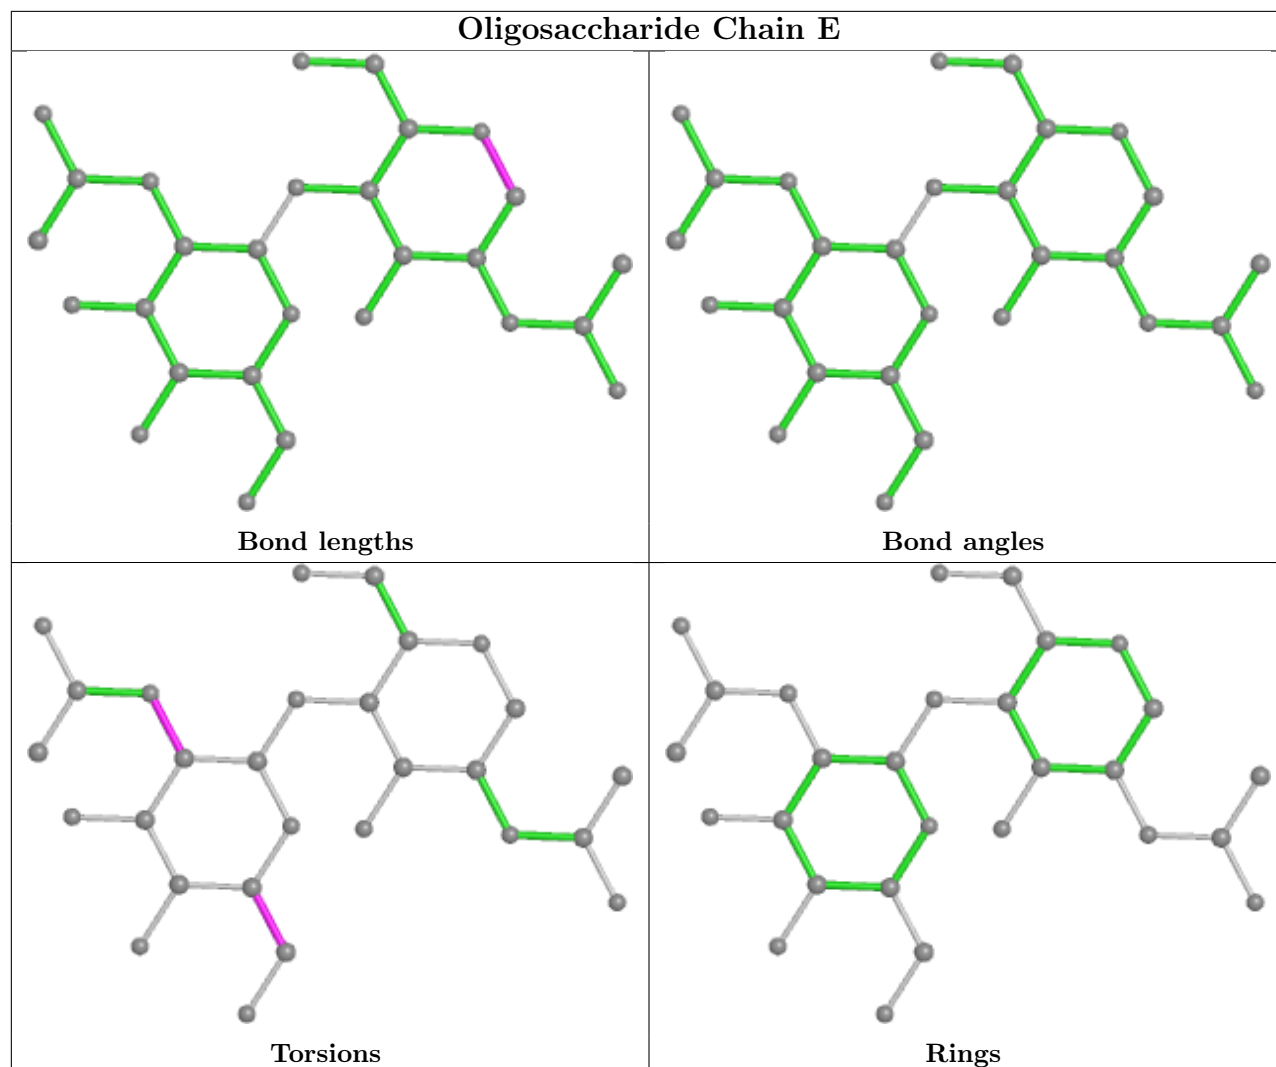 Oligosaccharide Chain E
Bond lengths
Bond angles
Torsions
Rings